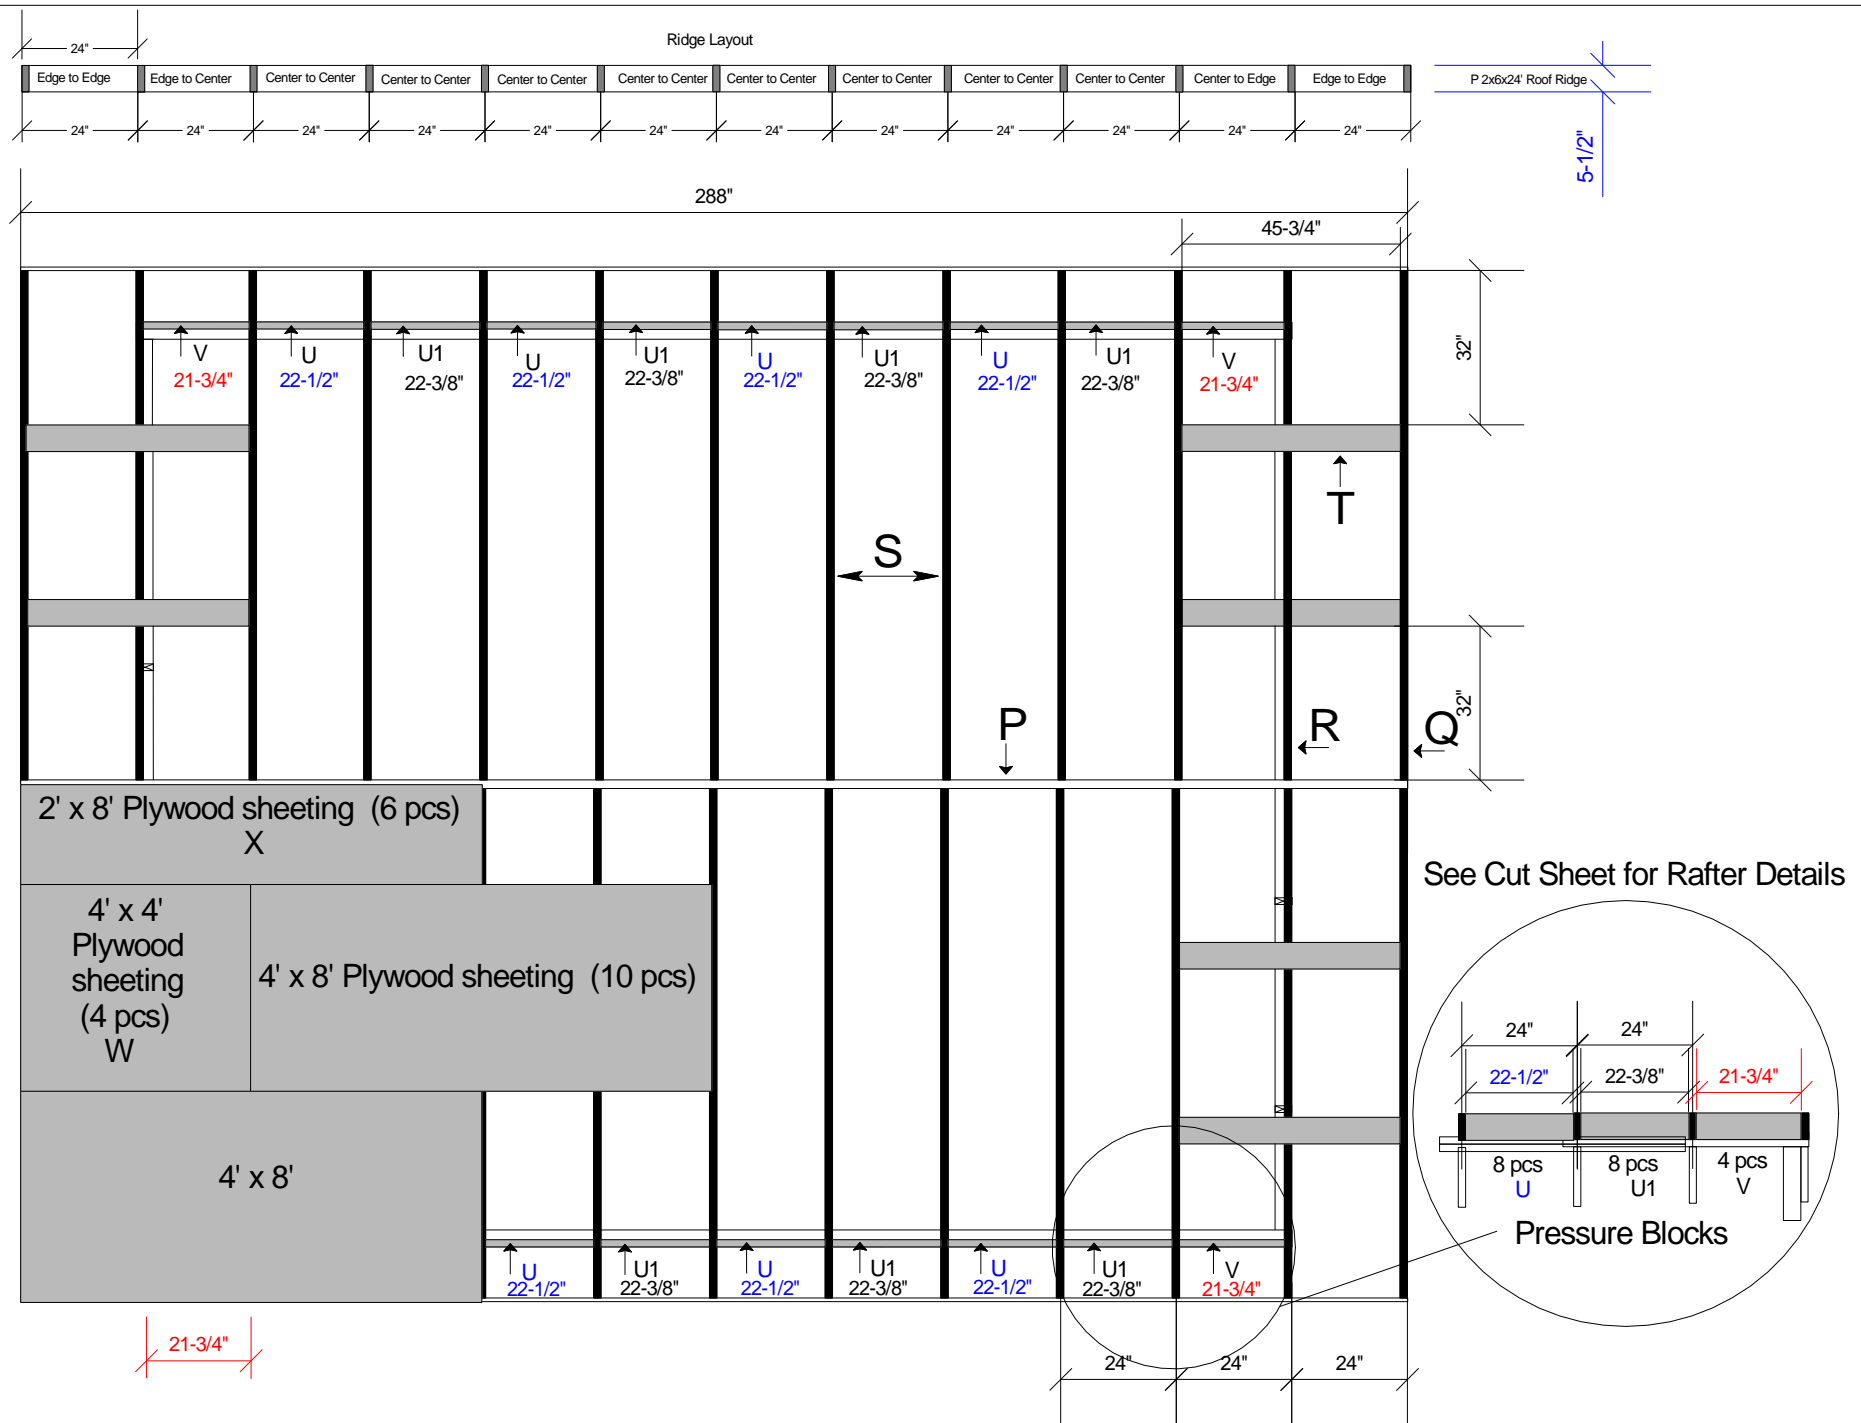 Ridge Layout
24"
Edge to Edge Edge to Center Center to Center Center to Center Center to Center Center to Center Center to Center Center to Center Center to Center Center to Center Center to Edge Edge to Edge
P 2x6x24' Roof Ridge
24" 24" 24" 24" 24" 24" 24" 24" 24" 24" 24" 24"
5-1/2"
288"
45-3/4"
V U U1 U U1 U U1 U U1 V
21-3/4" 22-1/2" 22-3/8" 22-1/2" 22-3/8" 22-1/2" 22-3/8" 22-1/2" 22-3/8" 21-3/4"
32"
T
S
32"
P R Q
2' x 8' Plywood sheeting (6 pcs)
X
4' x 4'
Plywood
sheeting
(4 pcs)
W
4' x 8' Plywood sheeting (10 pcs)
4' x 8'
See Cut Sheet for Rafter Details
24" 24"
22-1/2" 22-3/8" 21-3/4"
8 pcs 8 pcs 4 pcs
U U1 V
Pressure Blocks
U U1 U U1 U U1 V
22-1/2" 22-3/8" 22-1/2" 22-3/8" 22-1/2" 22-3/8" 21-3/4"
21-3/4"
24" 24" 24"